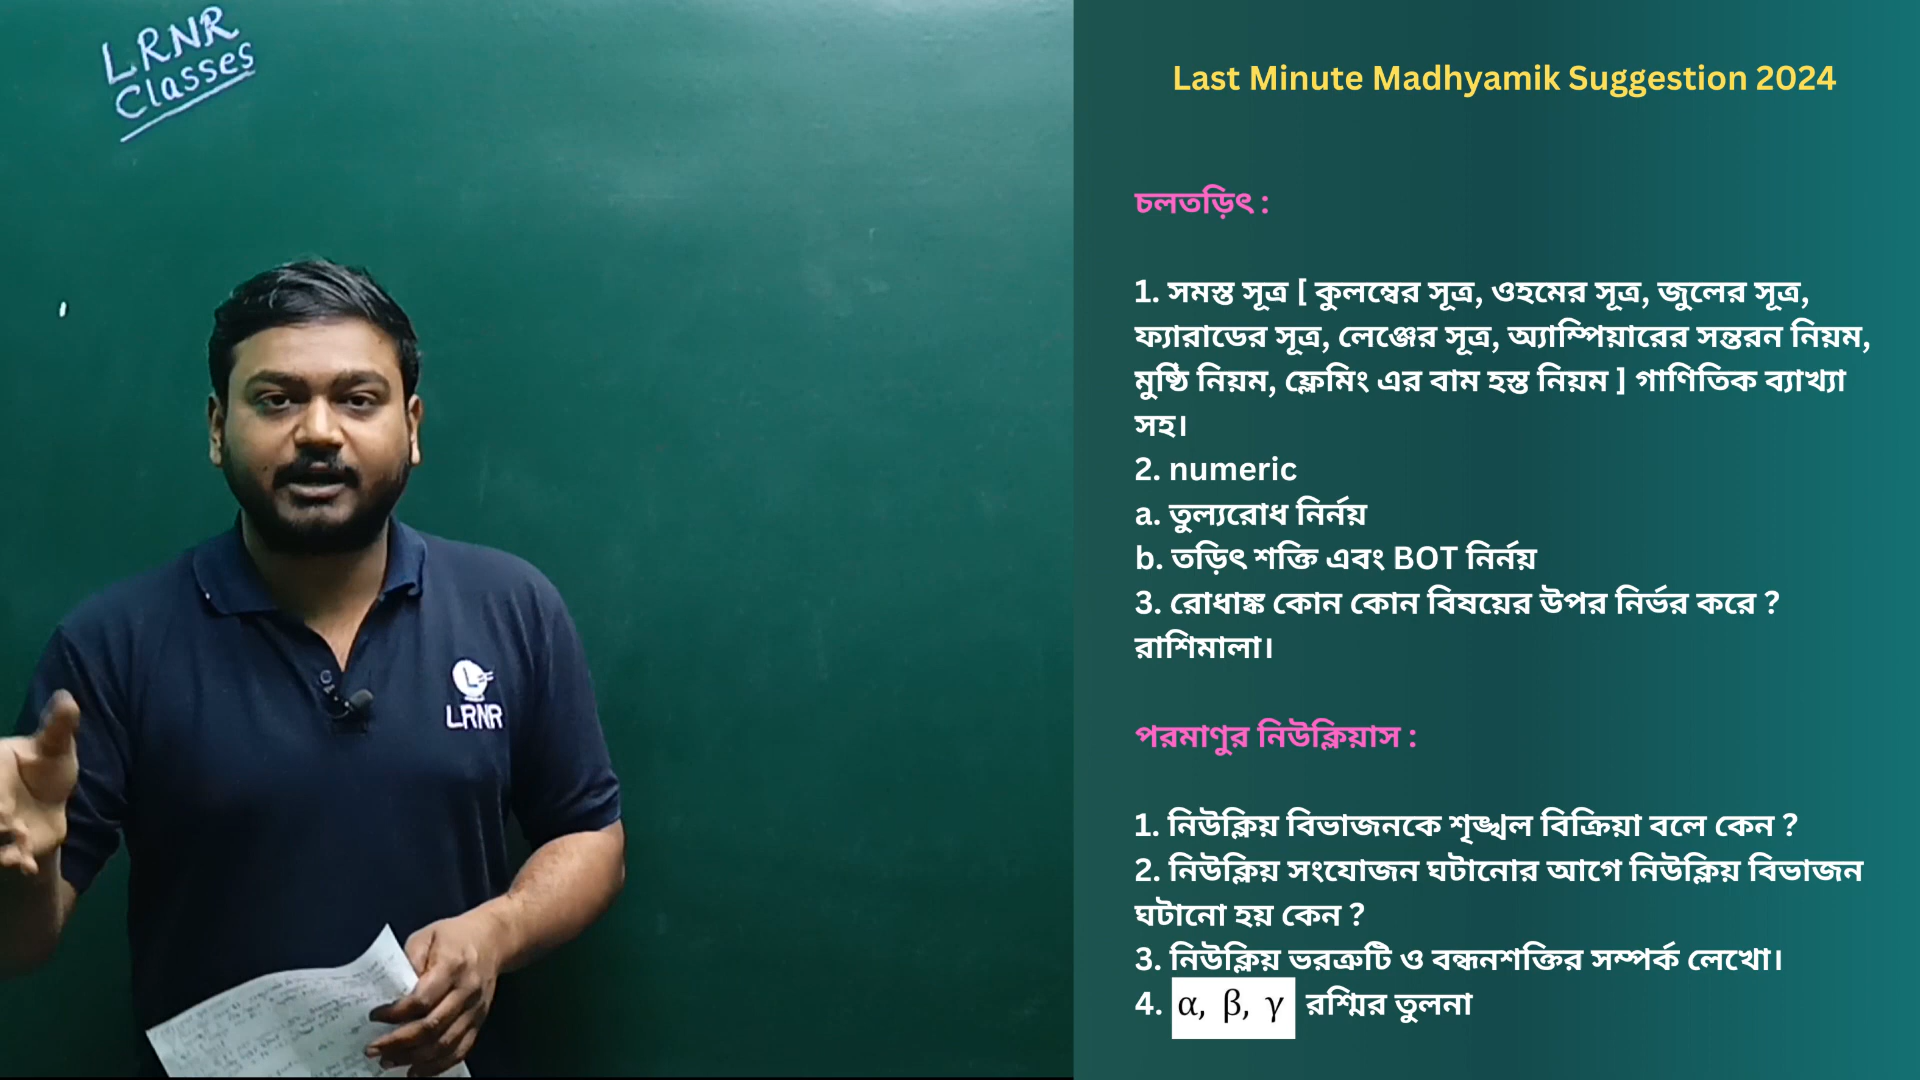 LRNR
Classes
LRNR
Last Minute Madhyamik Suggestion 2024
চলতড়িৎ :
1. সমস্ত সূত্র [ কুলম্বের সূত্র, ওহমের সূত্র, জুলের সূত্র,
ফ্যারাডের সূত্র, লেঞ্জের সূত্র, অ্যাম্পিয়ারের সন্তরন নিয়ম,
মুষ্ঠি নিয়ম, ফ্লেমিং এর বাম হস্ত নিয়ম ] গাণিতিক ব্যাখ্যা
সহ।
2. numeric
a. তুল্যরোধ নির্নয়
b. তড়িৎ শক্তি এবং BOT নির্নয়
3. রোধাঙ্ক কোন কোন বিষয়ের উপর নির্ভর করে ?
রাশিমালা।
পরমাণুর নিউক্লিয়াস :
1. নিউক্লিয় বিভাজনকে শৃঙ্খল বিক্রিয়া বলে কেন ?
2. নিউক্লিয় সংযোজন ঘটানোর আগে নিউক্লিয় বিভাজন
ঘটানো হয় কেন ?
3. নিউক্লিয় ভরত্রুটি ও বন্ধনশক্তির সম্পর্ক লেখো।
4. α, β, γ রশ্মির তুলনা